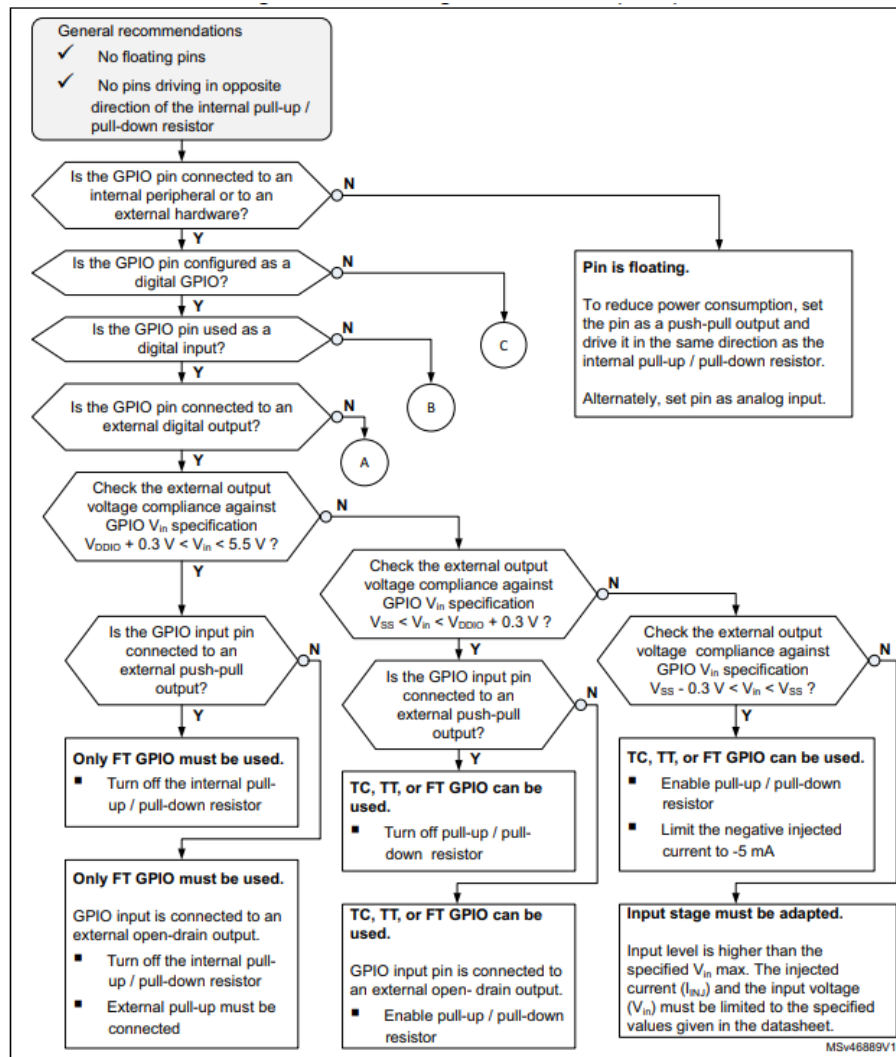 General recommendations
✓ No floating pins
✓ No pins driving in opposite
direction of the internal pull-up /
pull-down resistor
Is the GPIO pin connected to an
internal peripheral or to an
external hardware?
N
Y
Is the GPIO pin configured as a
digital GPIO?
N
Y
Pin is floating.
To reduce power consumption, set
the pin as a push-pull output and
drive it in the same direction as the
internal pull-up / pull-down resistor.
Alternately, set pin as analog input.
Is the GPIO pin used as a
digital input?
N
Y
C
B
Is the GPIO pin connected to an
external digital output?
N
Y
A
Check the external output
voltage compliance against
GPIO Vin specification
VDDIO + 0.3 V < Vin < 5.5 V ?
N
Y
Check the external output
voltage compliance against
GPIO Vin specification
VSS < Vin < VDDIO + 0.3 V ?
N
Y
Check the external output
voltage compliance against
GPIO Vin specification
VSS - 0.3 V < Vin < VSS ?
N
Y
Is the GPIO input pin
connected to an
external push-pull
output?
N
Y
Is the GPIO input pin
connected to an
external push-pull
output?
N
Y
Only FT GPIO must be used.
■ Turn off the internal pull-
up / pull-down resistor
TC, TT, or FT GPIO can be
used.
■ Turn off pull-up / pull-
down resistor
TC, TT, or FT GPIO can be used.
■ Enable pull-up / pull-down
resistor
■ Limit the negative injected
current to -5 mA
Only FT GPIO must be used.
GPIO input is connected to an
external open-drain output.
■ Turn off the internal pull-
up / pull-down resistor
■ External pull-up must be
connected
TC, TT, or FT GPIO can be
used.
GPIO input pin is connected to
an external open- drain output.
■ Enable pull-up / pull-down
resistor
Input stage must be adapted.
Input level is higher than the
specified Vin max. The injected
current (IINJ) and the input voltage
(Vin) must be limited to the specified
values given in the datasheet.
MSv46889V1